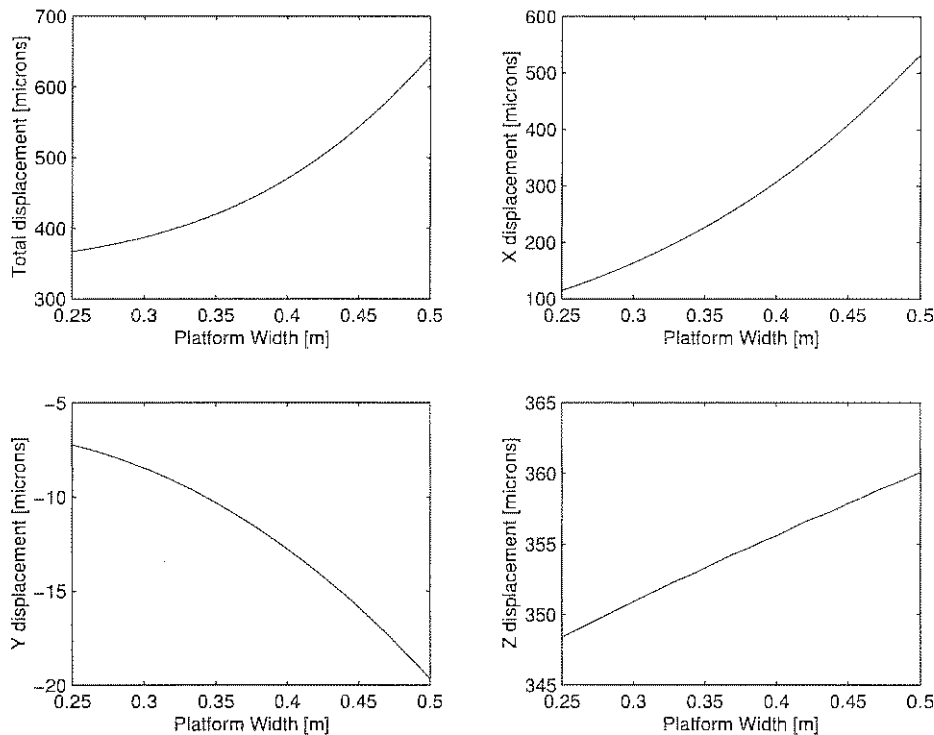 700
600
500
400
300
Total displacement [microns]
0.25 0.3 0.35 0.4 0.45 0.5
Platform Width [m]
600
500
400
300
200
100
X displacement [microns]
0.25 0.3 0.35 0.4 0.45 0.5
Platform Width [m]
−5
−10
−15
−20
Y displacement [microns]
0.25 0.3 0.35 0.4 0.45 0.5
Platform Width [m]
365
360
355
350
345
Z displacement [microns]
0.25 0.3 0.35 0.4 0.45 0.5
Platform Width [m]